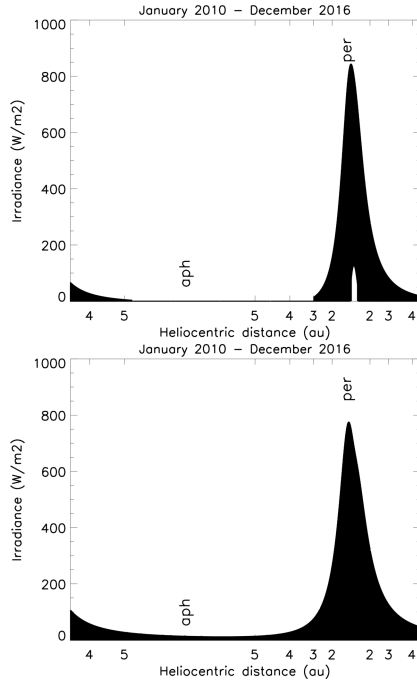 January 2010 – December 2016
1000
800
600
400
200
0
Irradiance (W/m2)
per
aph
4 5 5 4 3 2 2 3 4
Heliocentric distance (au)
January 2010 – December 2016
1000
800
600
400
200
0
Irradiance (W/m2)
per
aph
4 5 5 4 3 2 2 3 4
Heliocentric distance (au)